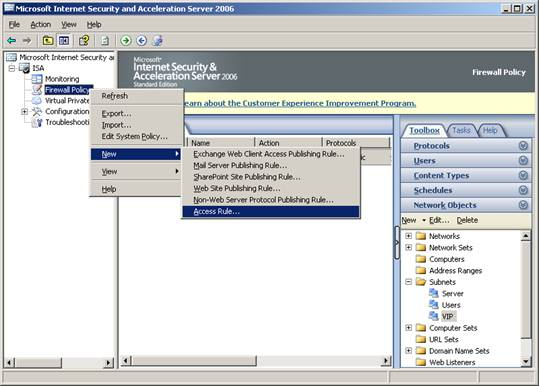 Microsoft Internet Security and Acceleration Server 2006
File Action View Help
Microsoft Internet Security and
ISA
Monitoring
Firewall Policy
Virtual Private
Configuration
Troubleshooti
Microsoft
Internet Security &
Acceleration Server 2006
Standard Edition
Firewall Policy
earn about the Customer Experience Improvement Program.
Name Action Protocols
Refresh
Export...
Import...
Edit System Policy...
New
View
Help
Exchange Web Client Access Publishing Rule...
Mail Server Publishing Rule...
SharePoint Site Publishing Rule...
Web Site Publishing Rule...
Non-Web Server Protocol Publishing Rule...
Access Rule...
Toolbox Tasks Help
Protocols
Users
Content Types
Schedules
Network Objects
New Edit... Delete
Networks
Network Sets
Computers
Address Ranges
Subnets
Server
Users
VIP
Computer Sets
URL Sets
Domain Name Sets
Web Listeners